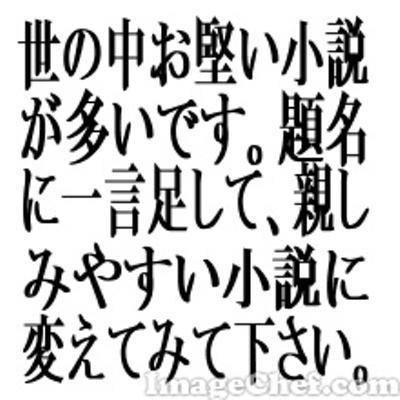 世の中お堅い小説
が多いです。題名
に一言足して、親し
みやすい小説に
変えてみて下さい。
ImageChef.com